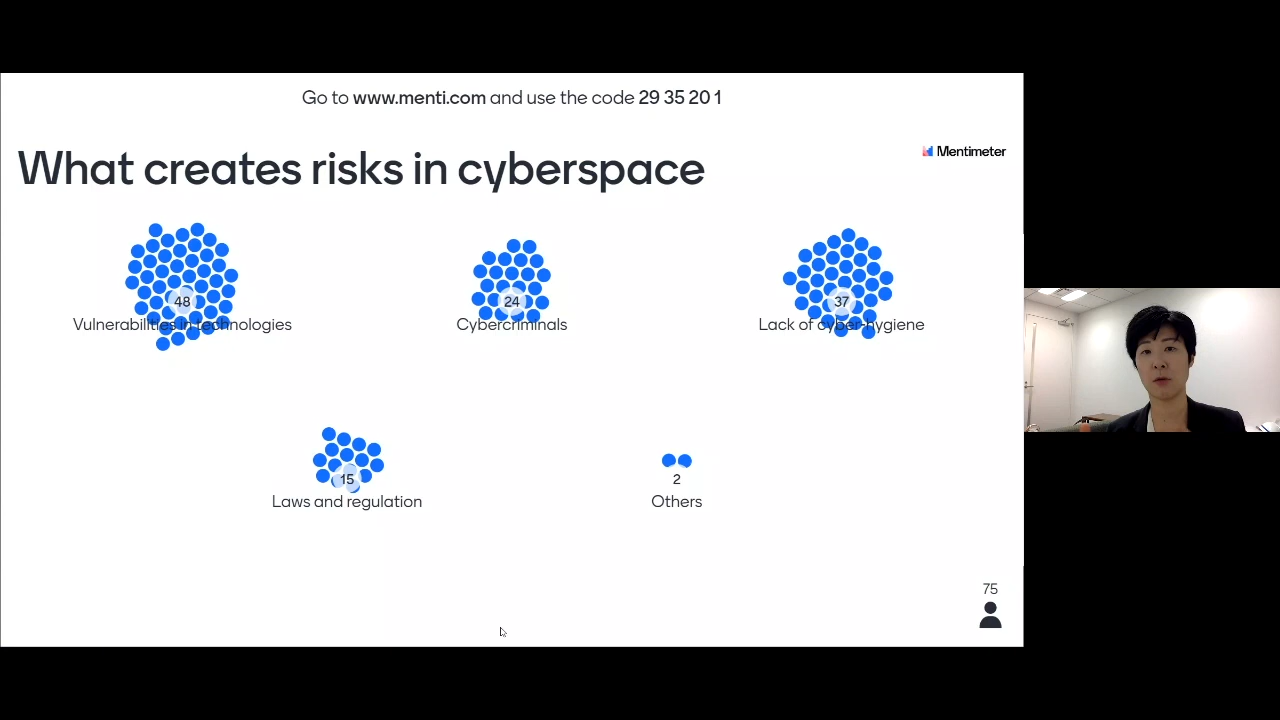 Go to www.menti.com and use the code 29 35 20 1
What creates risks in cyberspace
Mentimeter
48
Vulnerabilities in technologies
24
Cybercriminals
37
Lack of cyber-hygiene
15
Laws and regulation
2
Others
75